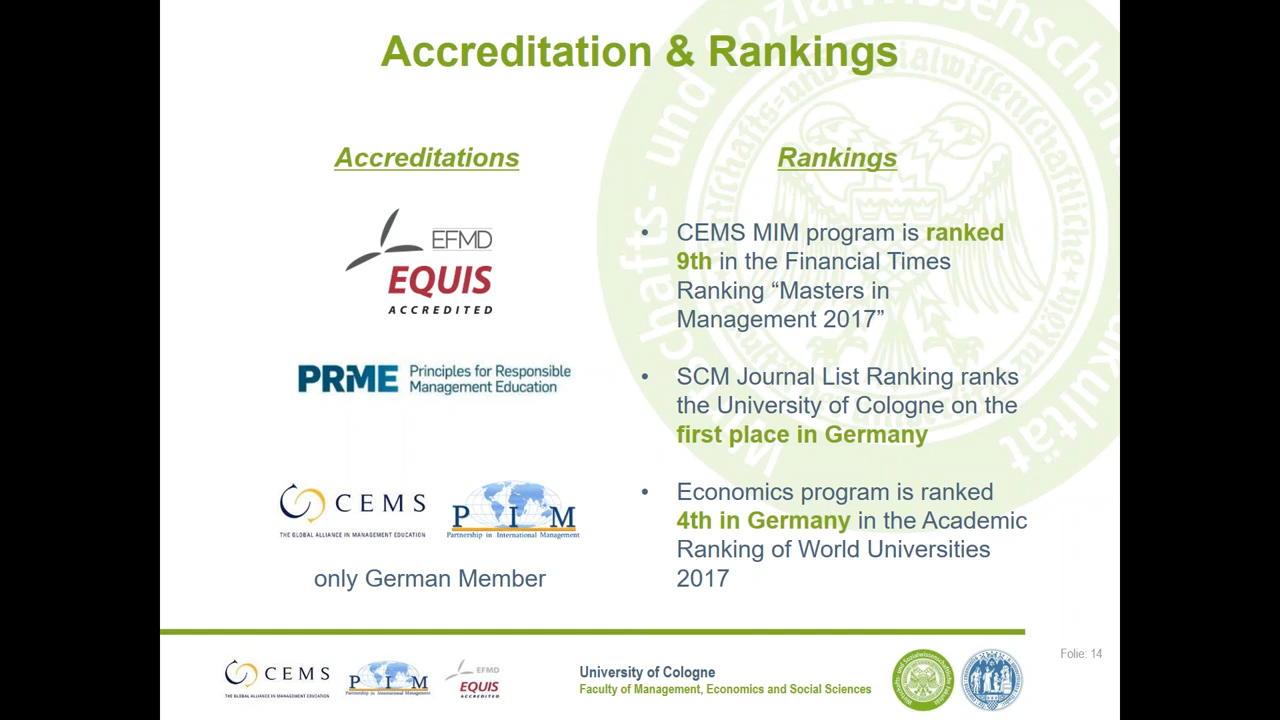 Accreditation & Rankings
Accreditations
EFMD
EQUIS
ACCREDITED
PRME Principles for Responsible
Management Education
CEMS
THE GLOBAL ALLIANCE IN MANAGEMENT EDUCATION
PIM
Partnership in International Management
only German Member
Rankings
• CEMS MIM program is ranked
9th in the Financial Times
Ranking “Masters in
Management 2017”
• SCM Journal List Ranking ranks
the University of Cologne on the
first place in Germany
• Economics program is ranked
4th in Germany in the Academic
Ranking of World Universities
2017
Folie: 14
CEMS
THE GLOBAL ALLIANCE IN MANAGEMENT EDUCATION
PIM
Partnership in International Management
EFMD
EQUIS
ACCREDITED
University of Cologne
Faculty of Management, Economics and Social Sciences